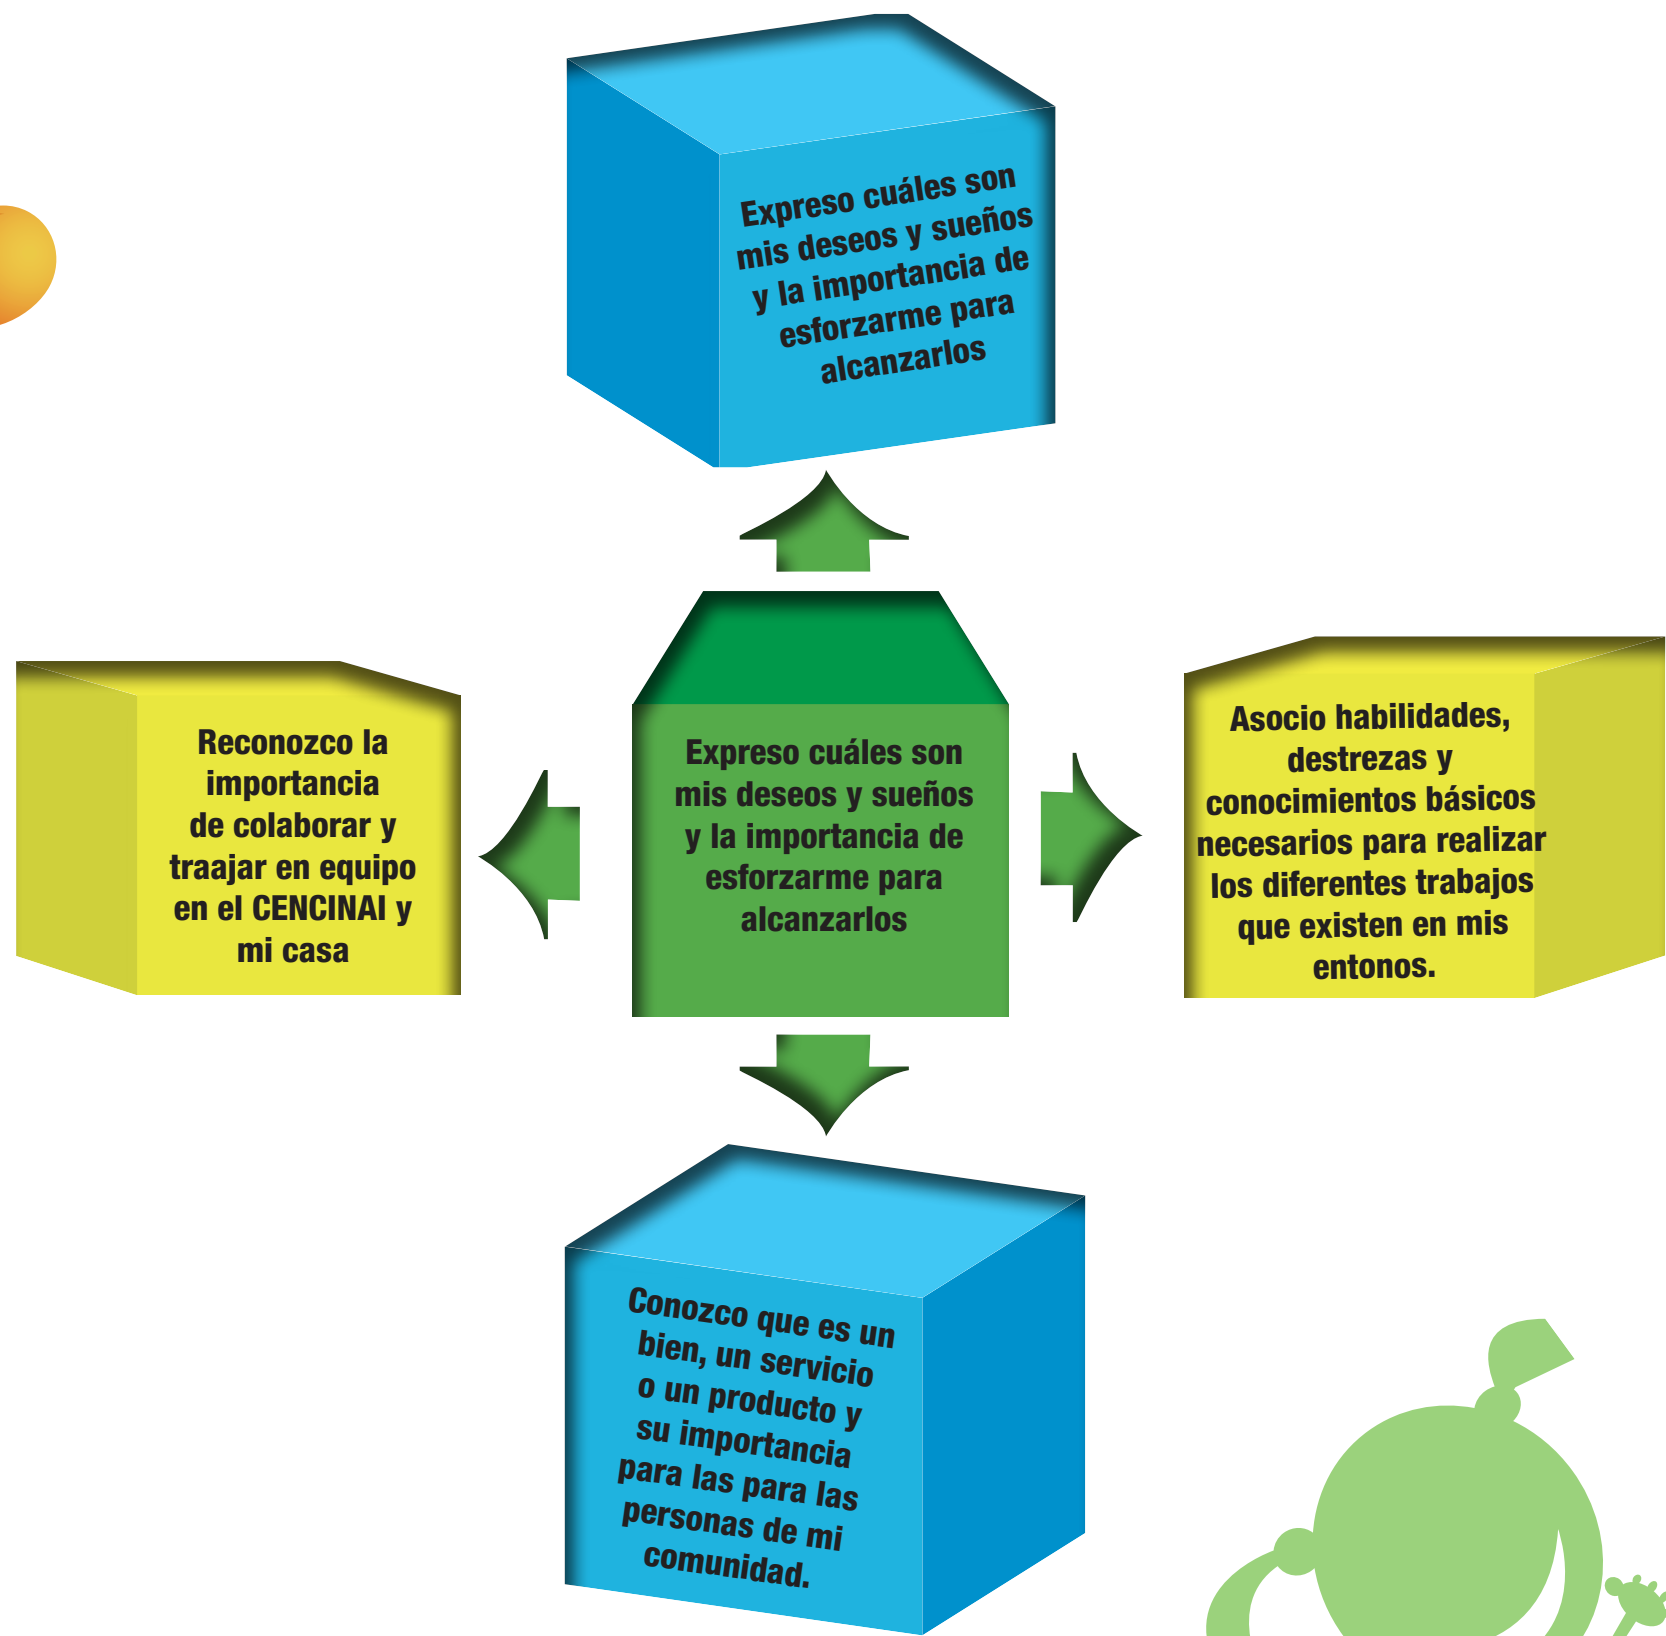 Expreso cuáles son
mis deseos y sueños
y la importancia de
esforzarme para
alcanzarlos
Reconozco la
importancia
de colaborar y
traajar en equipo
en el CENCINAI y
mi casa
Expreso cuáles son
mis deseos y sueños
y la importancia de
esforzarme para
alcanzarlos
Asocio habilidades,
destrezas y
conocimientos básicos
necesarios para realizar
los diferentes trabajos
que existen en mis
entonos.
Conozco que es un
bien, un servicio
o un producto y
su importancia
para las para las
personas de mi
comunidad.